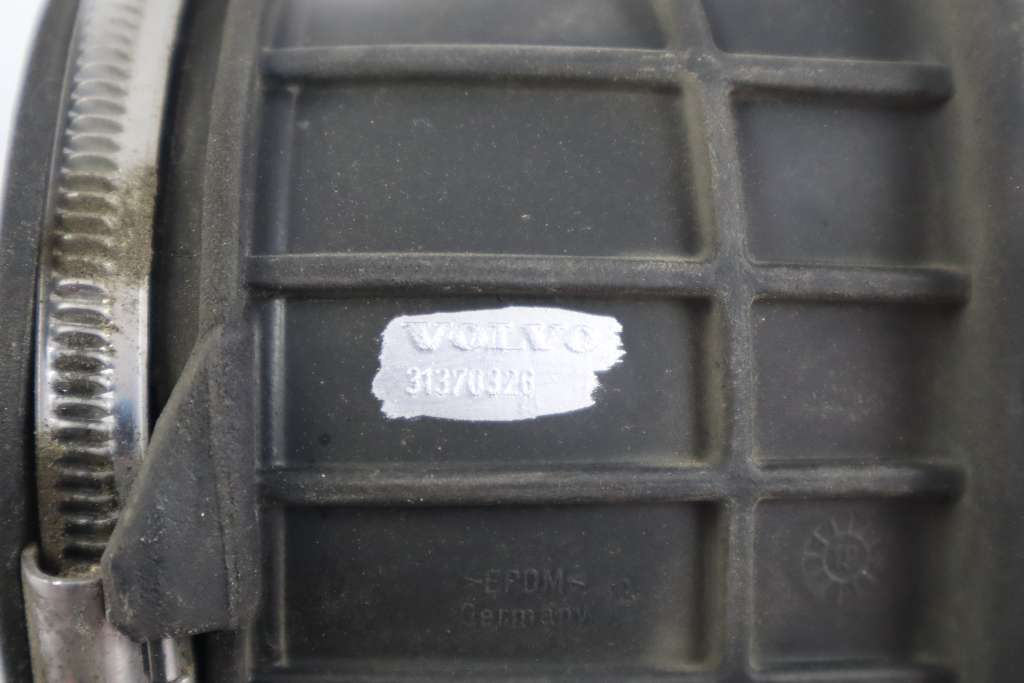 VOLVO
31370326
>EPDM<
Germany